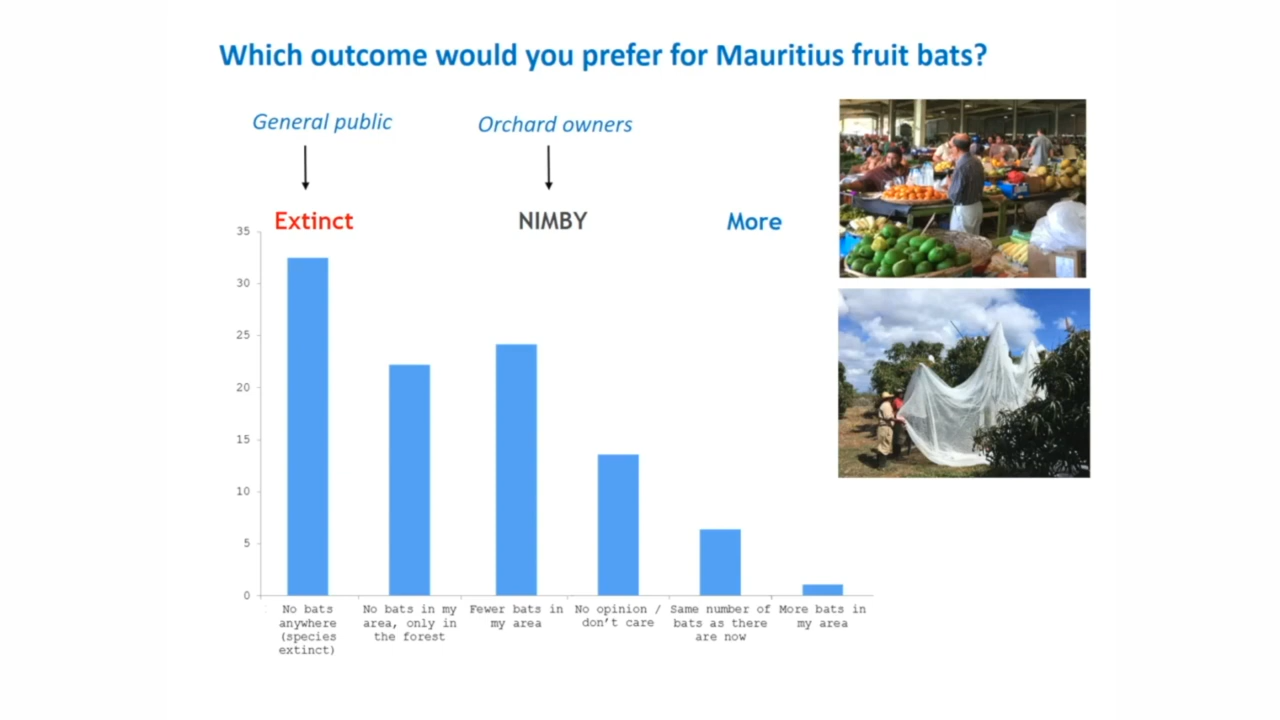 Which outcome would you prefer for Mauritius fruit bats?
General public
Orchard owners
Extinct
NIMBY
More
35
30
25
20
15
10
5
0
No bats
anywhere
(species
extinct)
No bats in my
area, only in
the forest
Fewer bats in
my area
No opinion /
don't care
Same number of
bats as there
are now
More bats in
my area